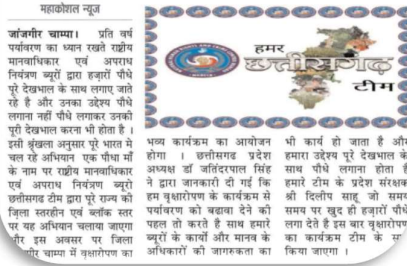 महाकोशल न्यूज
जांजगीर चाम्पा। प्रति वर्ष
पर्यावरण का ध्यान रखते राष्ट्रीय
मानवाधिकार एवं अपराध
नियंत्रण ब्यूरों द्वारा हजारों पौधे
पूरे देखभाल के साथ लगाए जाते
रहे है और उनका उद्देश्य पौधे
लगाना नहीं पौधे लगाकर उनकी
पूरी देखभाल करना भी होता है ।
इसी श्रृंखला अनुसार पूरे भारत मे
चल रहे अभियान एक पौधा माँ
के नाम पर राष्ट्रीय मानवाधिकार
एवं अपराध नियंत्रण ब्यूरो
छत्तीसगढ टीम द्वारा पूरे राज्य की
जिला स्तरहीन एवं ब्लॉक स्तर
पर यह अभियान चलाया जाएगा
और इस अवसर पर जिला
चाम्पा में वृक्षारोपण का
हमर
छत्तीसगढ़
टीम
भव्य कार्यक्रम का आयोजन
होगा । छत्तीसगढ प्रदेश
अध्यक्ष डॉ जतिंदरपाल सिंह
ने द्वारा जानकारी दी गई कि
हम वृक्षारोपण के कार्यक्रम से
पर्यावरण को बढावा देने की
पहल तो करते है साथ हमारे
ब्यूरों के कार्यों और मानव के
अधिकारों की जागरुकता का
भी कार्य हो जाता है और
हमारा उद्देश्य पूरे देखभाल के
साथ पौधे लगाना होता है
हमारे टीम के प्रदेश संरक्षक
श्री दिलीप साहू जो समय
समय पर खुद ही हजारों पौधे
लगा देते है इस बार वृक्षारोपण
का कार्यक्रम टीम के
किया जाएगा ।